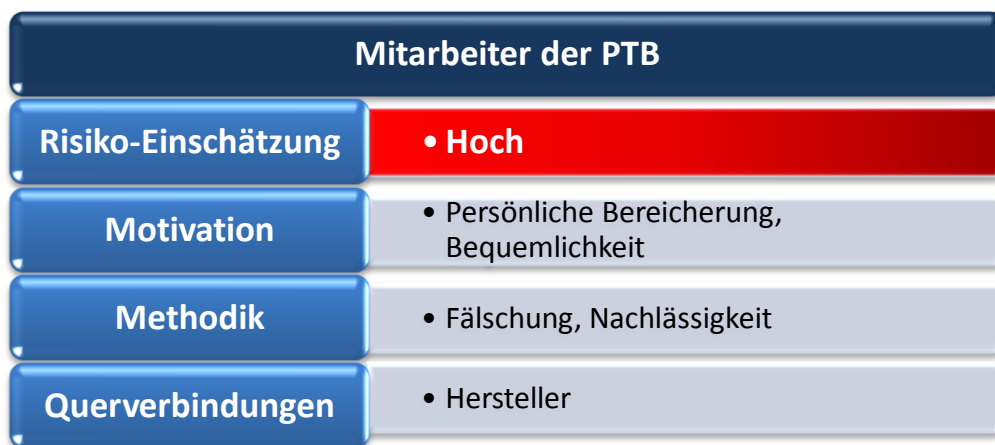 Mitarbeiter der PTB
Risiko-Einschätzung
• Hoch
Motivation
• Persönliche Bereicherung,
Bequemlichkeit
Methodik
• Fälschung, Nachlässigkeit
Querverbindungen
• Hersteller